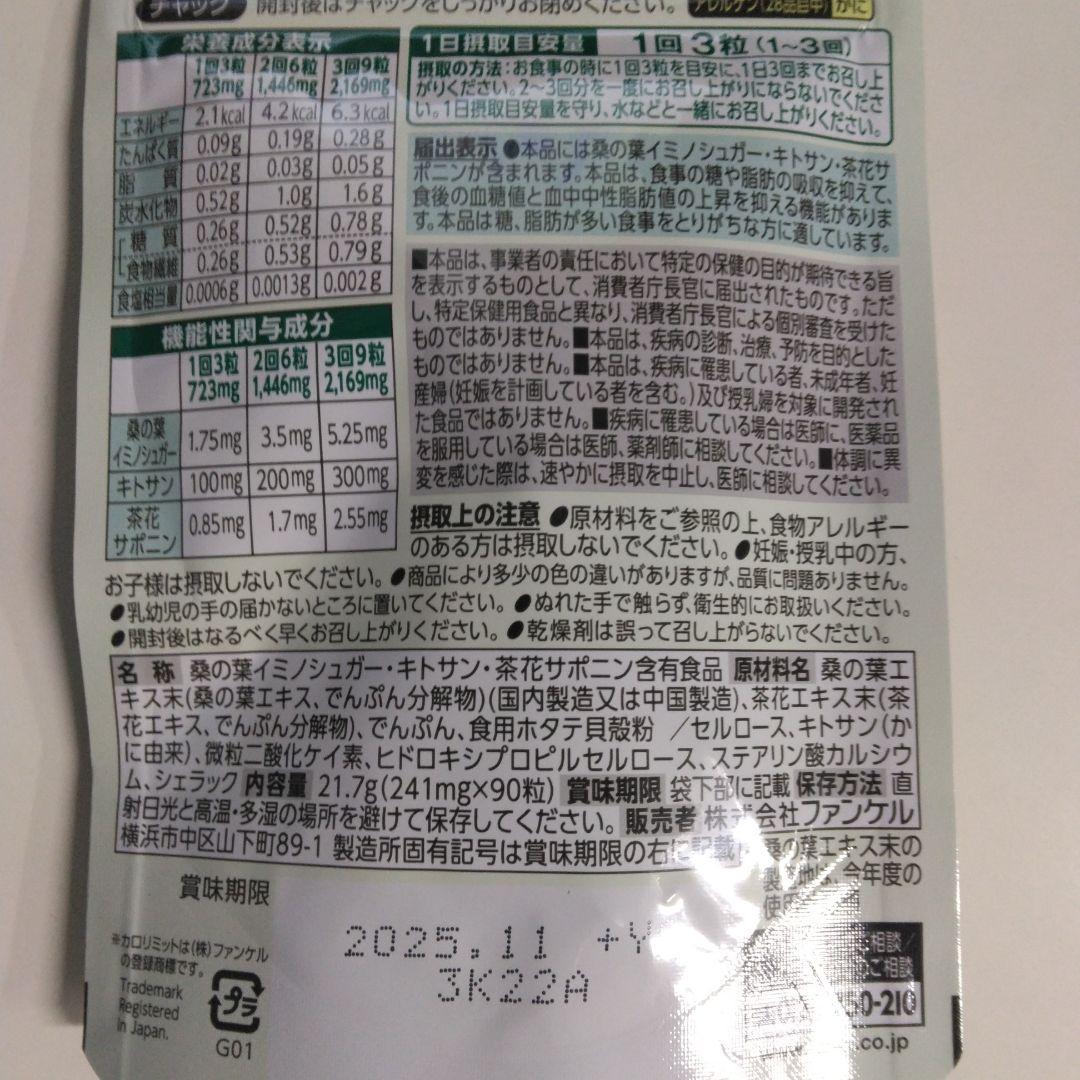 チャック 開封後はチャックをしっかりお閉めください。 アレルゲン(28品目中) かに
栄養成分表示
1回3粒 2回6粒 3回9粒
723mg 1,446mg 2,169mg
エネルギー 2.1kcal 4.2kcal 6.3kcal
たんぱく質 0.09g 0.19g 0.28g
脂質 0.02g 0.03g 0.05g
炭水化物 0.52g 1.0g 1.6g
糖質 0.26g 0.52g 0.78g
食物繊維 0.26g 0.53g 0.79g
食塩相当量 0.0006g 0.0013g 0.002g
機能性関与成分
1回3粒 2回6粒 3回9粒
723mg 1,446mg 2,169mg
桑の葉
イミノシュガー 1.75mg 3.5mg 5.25mg
キトサン 100mg 200mg 300mg
茶花
サポニン 0.85mg 1.7mg 2.55mg
1日摂取目安量 1回3粒(1~3回)
摂取の方法:お食事の時に1回3粒を目安に、1日3回までお召し上
がりください。2~3回分を一度にお召し上がりにならないでくださ
い。1日摂取目安量を守り、水などと一緒にお召し上がりください。
届出表示 ●本品には桑の葉イミノシュガー・キトサン・茶花サ
ポニンが含まれます。本品は、食事の糖や脂肪の吸収を抑えて、
食後の血糖値と血中中性脂肪値の上昇を抑える機能がありま
す。本品は糖、脂肪が多い食事をとりがちな方に適しています。
■本品は、事業者の責任において特定の保健の目的が期待できる旨
を表示するものとして、消費者庁長官に届出されたものです。ただ
し、特定保健用食品と異なり、消費者庁長官による個別審査を受けた
ものではありません。■本品は、疾病の診断、治療、予防を目的とした
ものではありません。■本品は、疾病に罹患している者、未成年者、妊
産婦(妊娠を計画している者を含む。)及び授乳婦を対象に開発され
た食品ではありません。■疾病に罹患している場合は医師に、医薬品
を服用している場合は医師、薬剤師に相談してください。■体調に異
変を感じた際は、速やかに摂取を中止し、医師に相談してください。
摂取上の注意 ●原材料をご参照の上、食物アレルギー
のある方は摂取しないでください。●妊娠・授乳中の方、
お子様は摂取しないでください。●商品により多少の色の違いがありますが、品質に問題ありません。
●乳幼児の手の届かないところに置いてください。●ぬれた手で触らず、衛生的にお取扱いください。
●開封後はなるべく早くお召し上がりください。●乾燥剤は誤って召し上がらないでください。
名称 桑の葉イミノシュガー・キトサン・茶花サポニン含有食品 原材料名 桑の葉エ
キス末(桑の葉エキス、でんぷん分解物)(国内製造又は中国製造)、茶花エキス末(茶
花エキス、でんぷん分解物)、でんぷん、食用ホタテ貝殻粉 /セルロース、キトサン(か
に由来)、微粒二酸化ケイ素、ヒドロキシプロピルセルロース、ステアリン酸カルシウ
ム、シェラック 内容量 21.7g(241mg×90粒) 賞味期限 袋下部に記載 保存方法 直
射日光と高温・多湿の場所を避けて保存してください。 販売者 株式会社ファンケル
横浜市中区山下町89-1 製造所固有記号は賞味期限の右に記載 桑の葉エキス末の
地は、今年度の
使
賞味期限
2025.11 +Y
3K22A
※カロリミットは(株)ファンケル
の登録商標です。
Trademark
Registered
In Japan.
プラ
G01
相談/
ご相談
50-210
.co.jp